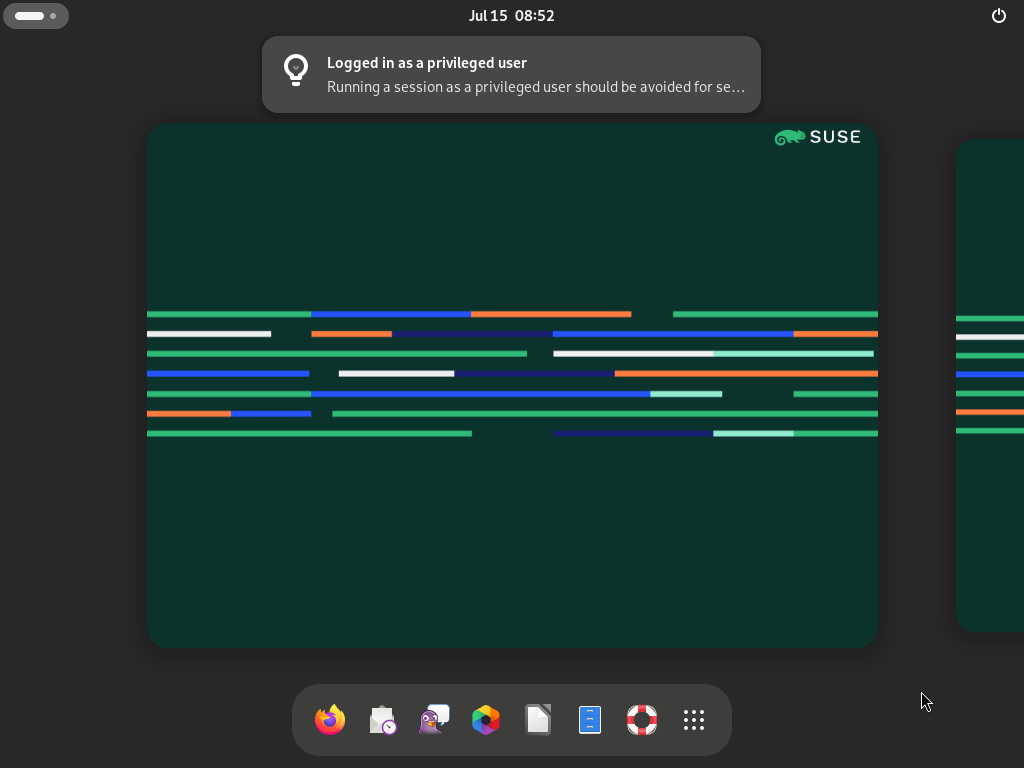 Jul 15 08:52
Logged in as a privileged user
Running a session as a privileged user should be avoided for se…
SUSE